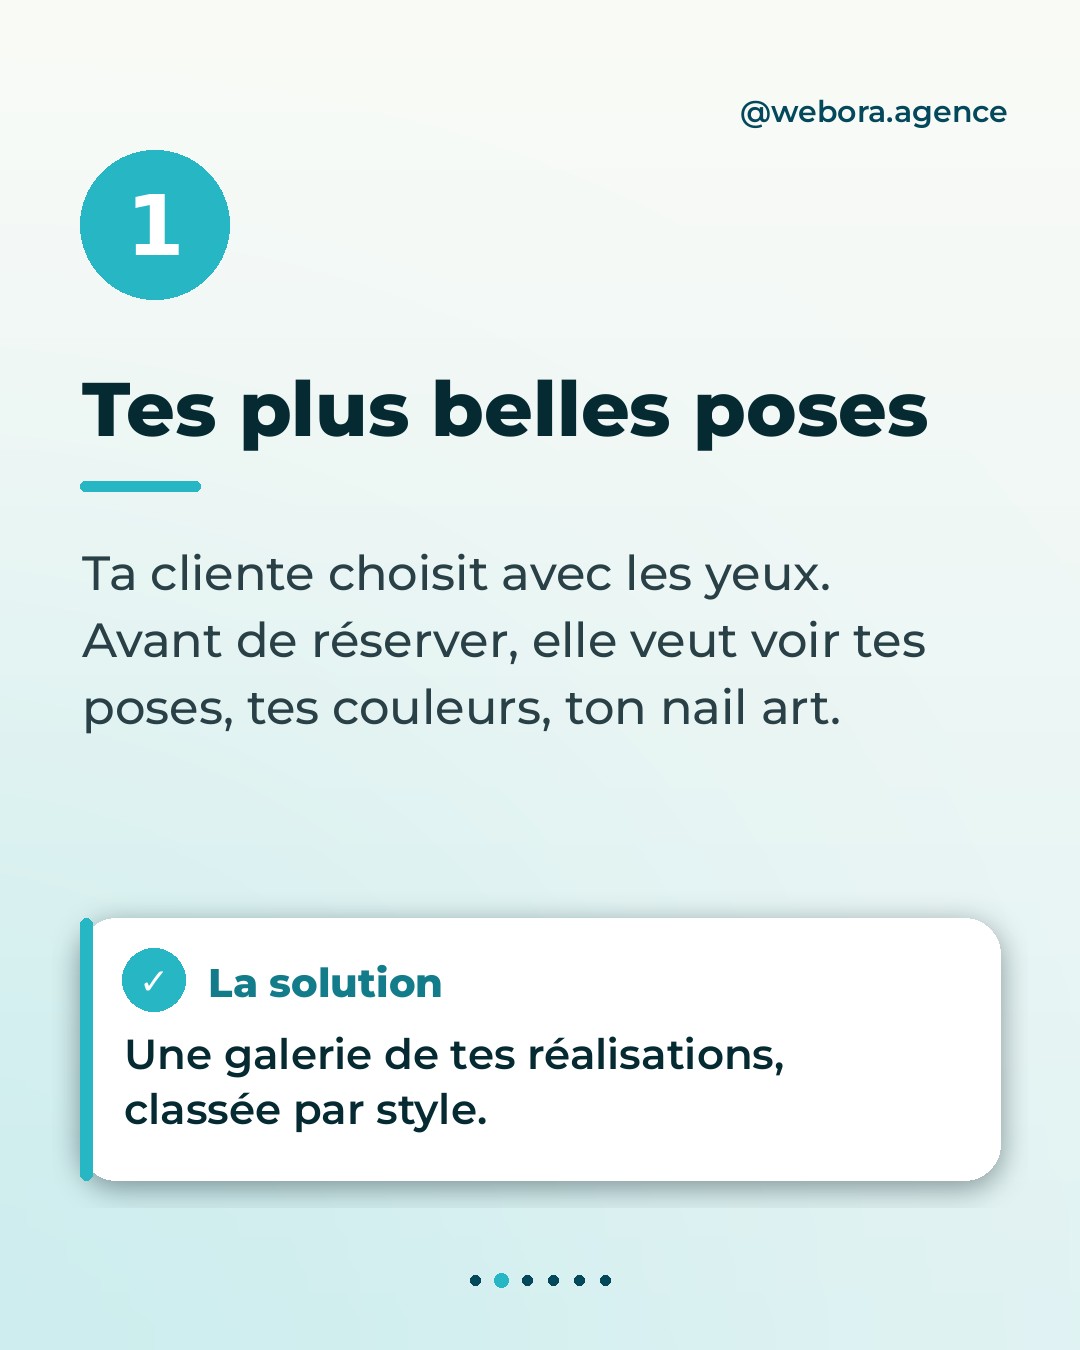 @webora.agence
1
Tes plus belles poses
Ta cliente choisit avec les yeux.
Avant de réserver, elle veut voir tes
poses, tes couleurs, ton nail art.
✓ La solution
Une galerie de tes réalisations,
classée par style.